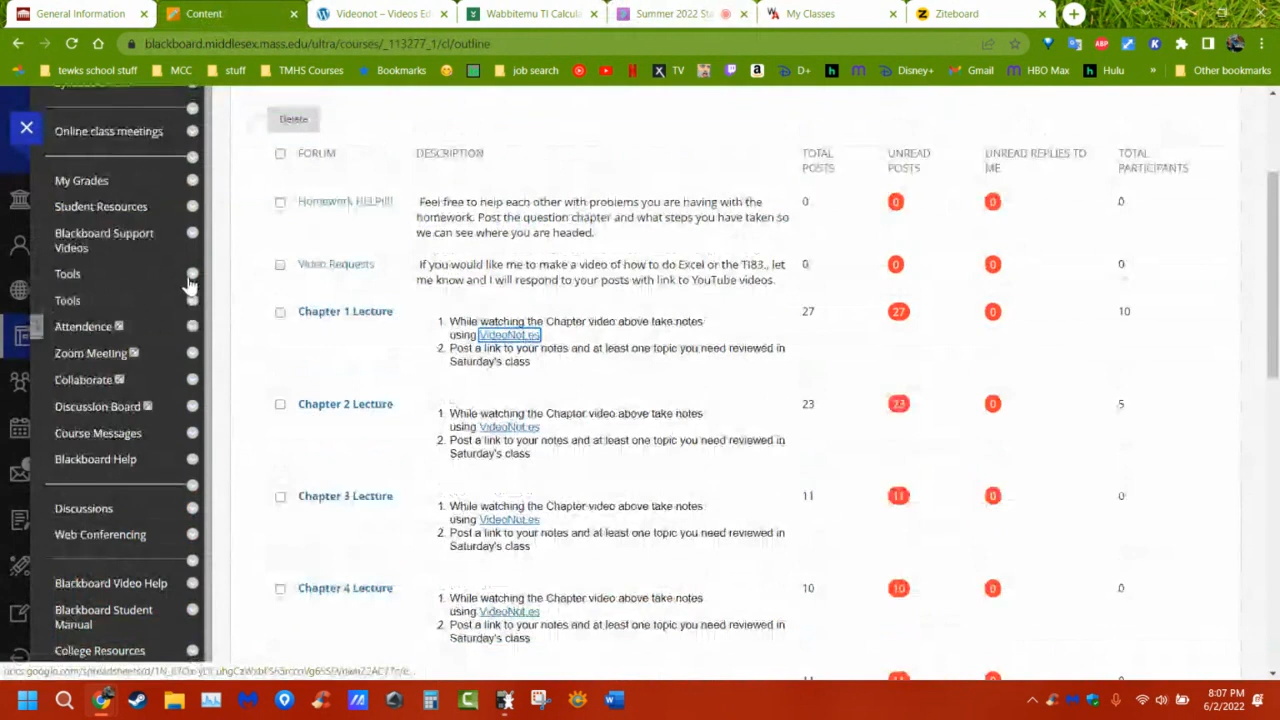 General Information
Content
Videonot – Videos Ed
Wabbitemu TI Calcula
Summer 2022 Sta
My Classes
Ziteboard
blackboard.middlesex.mass.edu/ultra/courses/_113277_1/cl/outline
tewks school stuff MCC stuff TMHS Courses Bookmarks job search TV D+ Disney+ Gmail HBO Max Hulu » Other bookmarks
Online class meetings
My Grades
Student Resources
Blackboard Support
Videos
Tools
Tools
Attendence
Zoom Meeting
Collaborate
Discussion Board
Course Messages
Blackboard Help
Discussions
Web Conferencing
Blackboard Video Help
Blackboard Student
Manual
College Resources
Delete
FORUM DESCRIPTION TOTAL POSTS UNREAD POSTS UNREAD REPLIES TO ME TOTAL PARTICIPANTS
Homework HELP!!! Feel free to help each other with problems you are having with the 0 0 0 0
homework. Post the question chapter and what steps you have taken so
we can see where you are headed.
Video Requests If you would like me to make a video of how to do Excel or the TI83., let 0 0 0 0
me know and I will respond to your posts with link to YouTube videos.
Chapter 1 Lecture 27 27 0 10
1. While watching the Chapter video above take notes
using VideoNot.es
2. Post a link to your notes and at least one topic you need reviewed in
Saturday's class
Chapter 2 Lecture 23 23 0 5
1. While watching the Chapter video above take notes
using VideoNot.es
2. Post a link to your notes and at least one topic you need reviewed in
Saturday's class
Chapter 3 Lecture 11 11 0 0
1. While watching the Chapter video above take notes
using VideoNot.es
2. Post a link to your notes and at least one topic you need reviewed in
Saturday's class
Chapter 4 Lecture 10 10 0 0
1. While watching the Chapter video above take notes
using VideoNot.es
2. Post a link to your notes and at least one topic you need reviewed in
Saturday's class
8:07 PM
6/2/2022